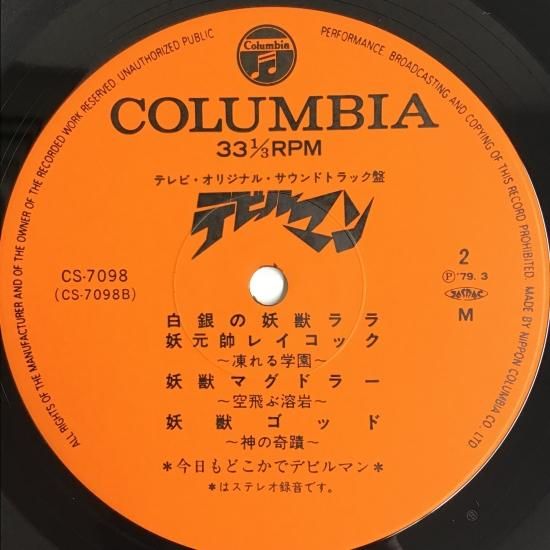 ALL RIGHTS OF THE MANUFACTURER AND OF THE OWNER OF THE RECORDED WORK RESERVED. UNAUTHORIZED PUBLIC PERFORMANCE, BROADCASTING AND COPYING OF THIS RECORD PROHIBITED. MADE BY NIPPON COLUMBIA CO., LTD.
Columbia
COLUMBIA
33 1/3 RPM
テレビ・オリジナル・サウンドトラック盤
デビルマン
CS-7098
(CS-7098B)
2
Ⓟ '79. 3
M
白銀の妖獣ララ
妖元帥レイコック
〜凍れる学園〜
妖獣マグドラー
〜空飛ぶ溶岩〜
妖獣ゴッド
〜神の奇蹟〜
*今日もどこかでデビルマン*
*はステレオ録音です。